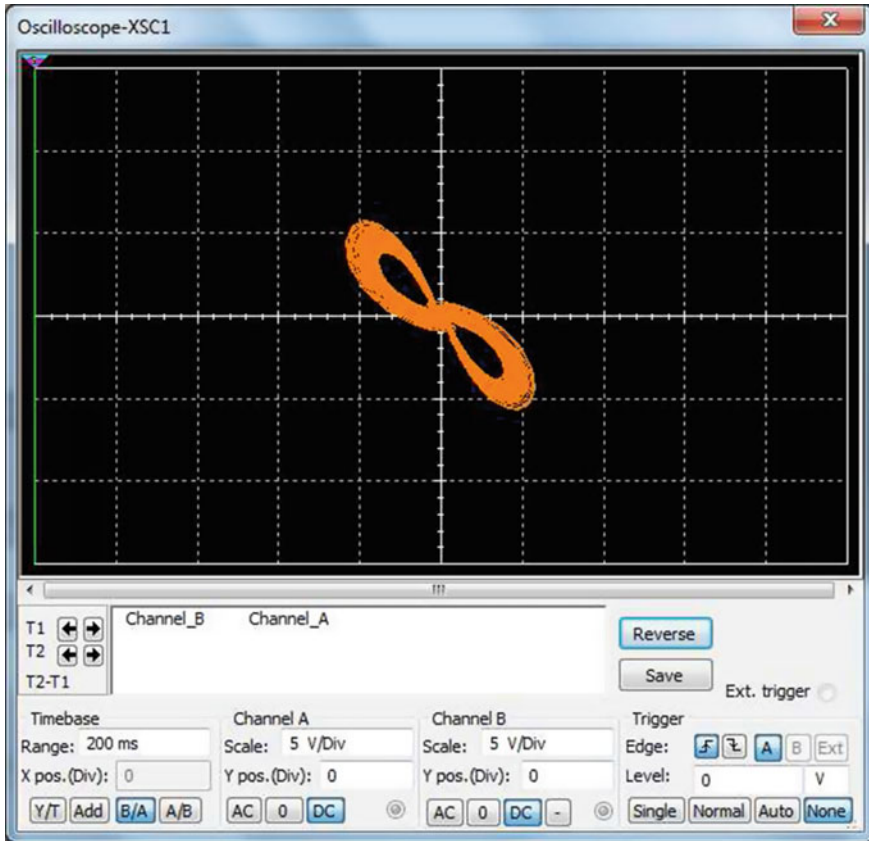 Oscilloscope-XSC1
T1
T2
T2-T1
Channel_B Channel_A
Reverse
Save
Ext. trigger
Timebase
Range: 200 ms
X pos.(Div): 0
Y/T Add B/A A/B
Channel A
Scale: 5 V/Div
Y pos.(Div): 0
AC 0 DC
Channel B
Scale: 5 V/Div
Y pos.(Div): 0
AC 0 DC -
Trigger
Edge: A B Ext
Level: 0 V
Single Normal Auto None